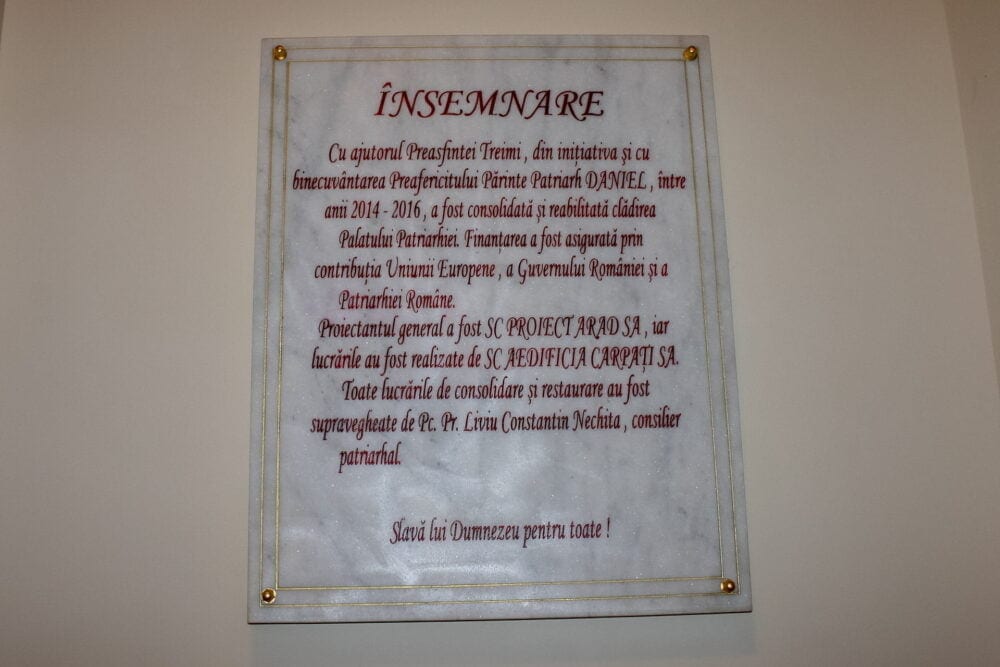 ÎNSEMNARE
Cu ajutorul Preasfintei Treimi , din inițiativa și cu
binecuvântarea Preafericitului Părinte Patriarh DANIEL , între
anii 2014 - 2016 , a fost consolidată și reabilitată clădirea
Palatului Patriarhiei. Finanțarea a fost asigurată prin
contribuția Uniunii Europene , a Guvernului României și a
Patriarhiei Române.
Proiectantul general a fost SC PROIECT ARAD SA , iar
lucrările au fost realizate de SC AEDIFICIA CARPAȚI SA.
Toate lucrările de consolidare și restaurare au fost
supravegheate de Pc. Pr. Liviu Constantin Nechita , consilier
patriarhal.
Slavă lui Dumnezeu pentru toate !